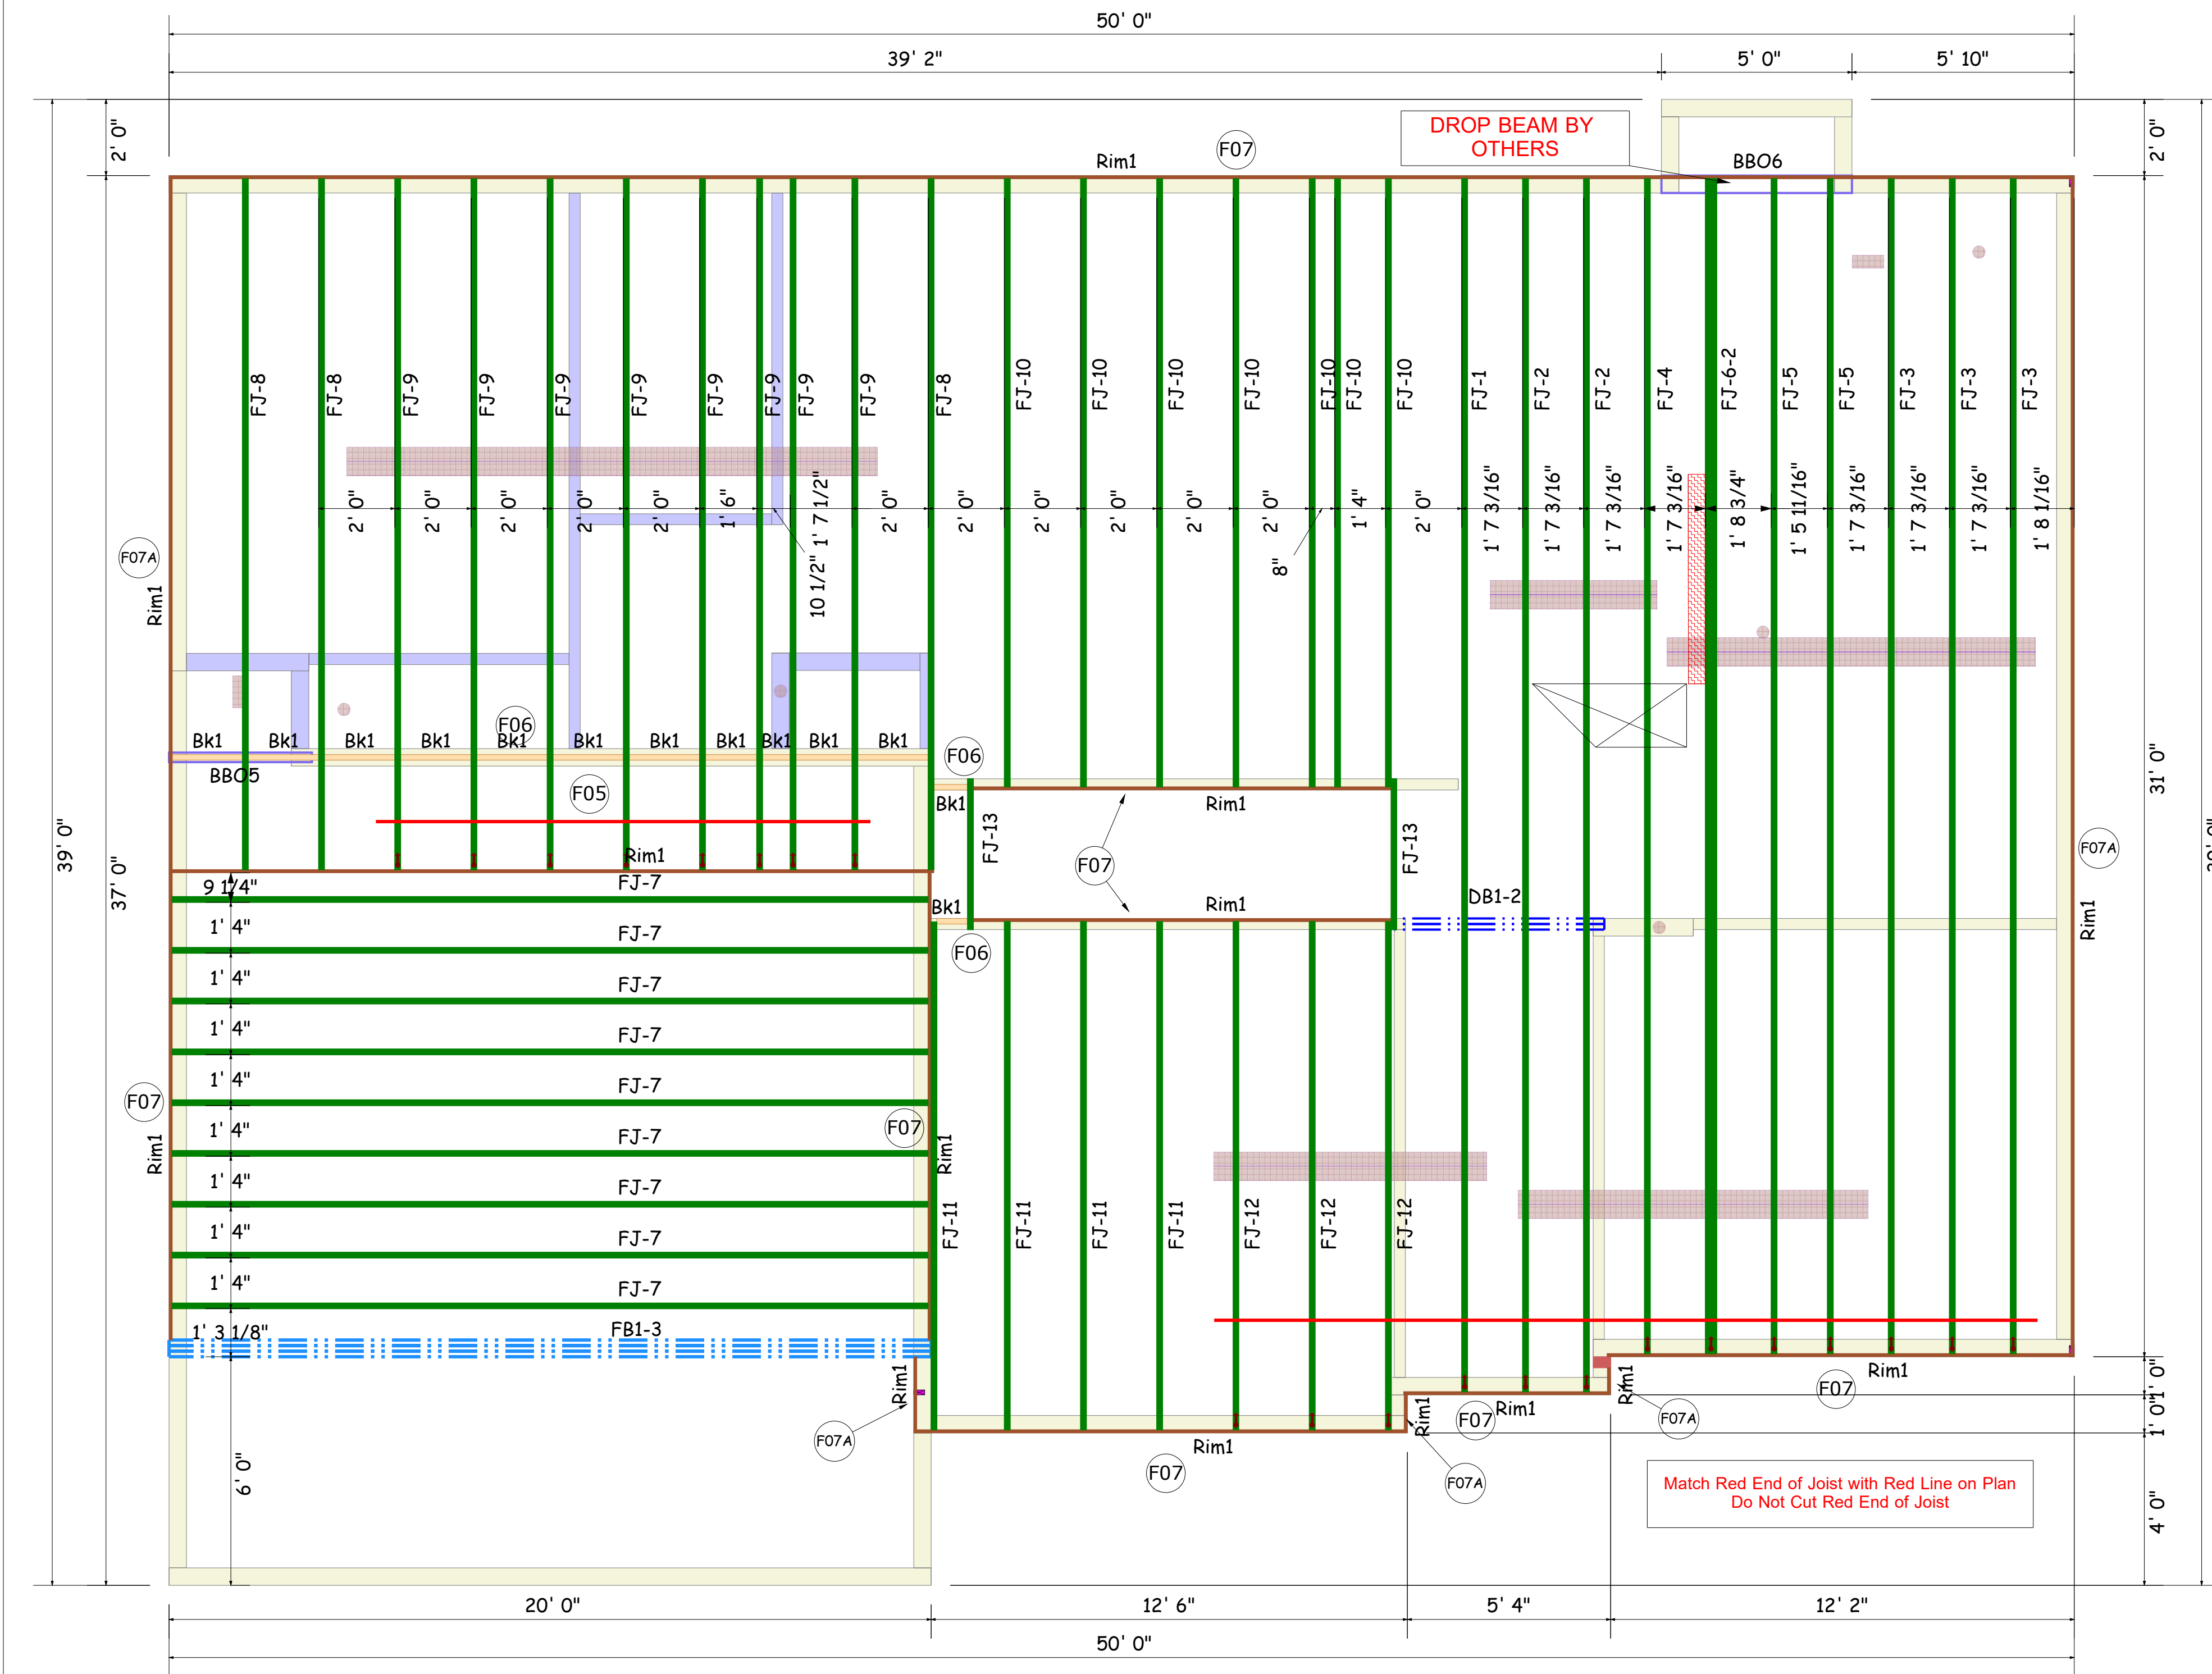 50' 0"
39' 2"
5' 0"
5' 10"
2' 0"
2' 0"
DROP BEAM BY
OTHERS
BBO6
Rim1
F07
FJ-8
FJ-8
FJ-9
FJ-9
FJ-9
FJ-9
FJ-9
FJ-9
FJ-9
FJ-9
FJ-8
FJ-10
FJ-10
FJ-10
FJ-10
FJ-10
FJ-10
FJ-10
FJ-1
FJ-2
FJ-2
FJ-4
FJ-6-2
FJ-5
FJ-5
FJ-3
FJ-3
FJ-3
2' 0"
2' 0"
2' 0"
2' 0"
2' 0"
1' 6"
10 1/2"
1' 7 1/2"
2' 0"
2' 0"
2' 0"
2' 0"
2' 0"
2' 0"
8"
1' 4"
2' 0"
1' 7 3/16"
1' 7 3/16"
1' 7 3/16"
1' 7 3/16"
1' 8 3/4"
1' 5 11/16"
1' 7 3/16"
1' 7 3/16"
1' 7 3/16"
1' 8 1/16"
F07A
Rim1
F06
Bk1
Bk1
Bk1
Bk1
Bk1
Bk1
Bk1
Bk1
Bk1
Bk1
Bk1
BBO5
F05
F06
Bk1
Rim1
FJ-13
FJ-13
F07
Rim1
Bk1
F06
DB1-2
31' 0"
F07A
Rim1
39' 0"
37' 0"
Rim1
9 1/4"
FJ-7
1' 4"
FJ-7
1' 4"
FJ-7
1' 4"
FJ-7
1' 4"
FJ-7
1' 4"
FJ-7
1' 4"
FJ-7
1' 4"
FJ-7
1' 4"
FJ-7
1' 3 1/8"
FB1-3
F07
Rim1
F07
Rim1
FJ-11
FJ-11
FJ-11
FJ-11
FJ-12
FJ-12
FJ-12
Rim1
F07A
Rim1
F07
Rim1
F07A
F07
Rim1
Rim1
F07A
Rim1
F07
1' 0"
1' 0"
6' 0"
4' 0"
Match Red End of Joist with Red Line on Plan
Do Not Cut Red End of Joist
20' 0"
12' 6"
5' 4"
12' 2"
50' 0"